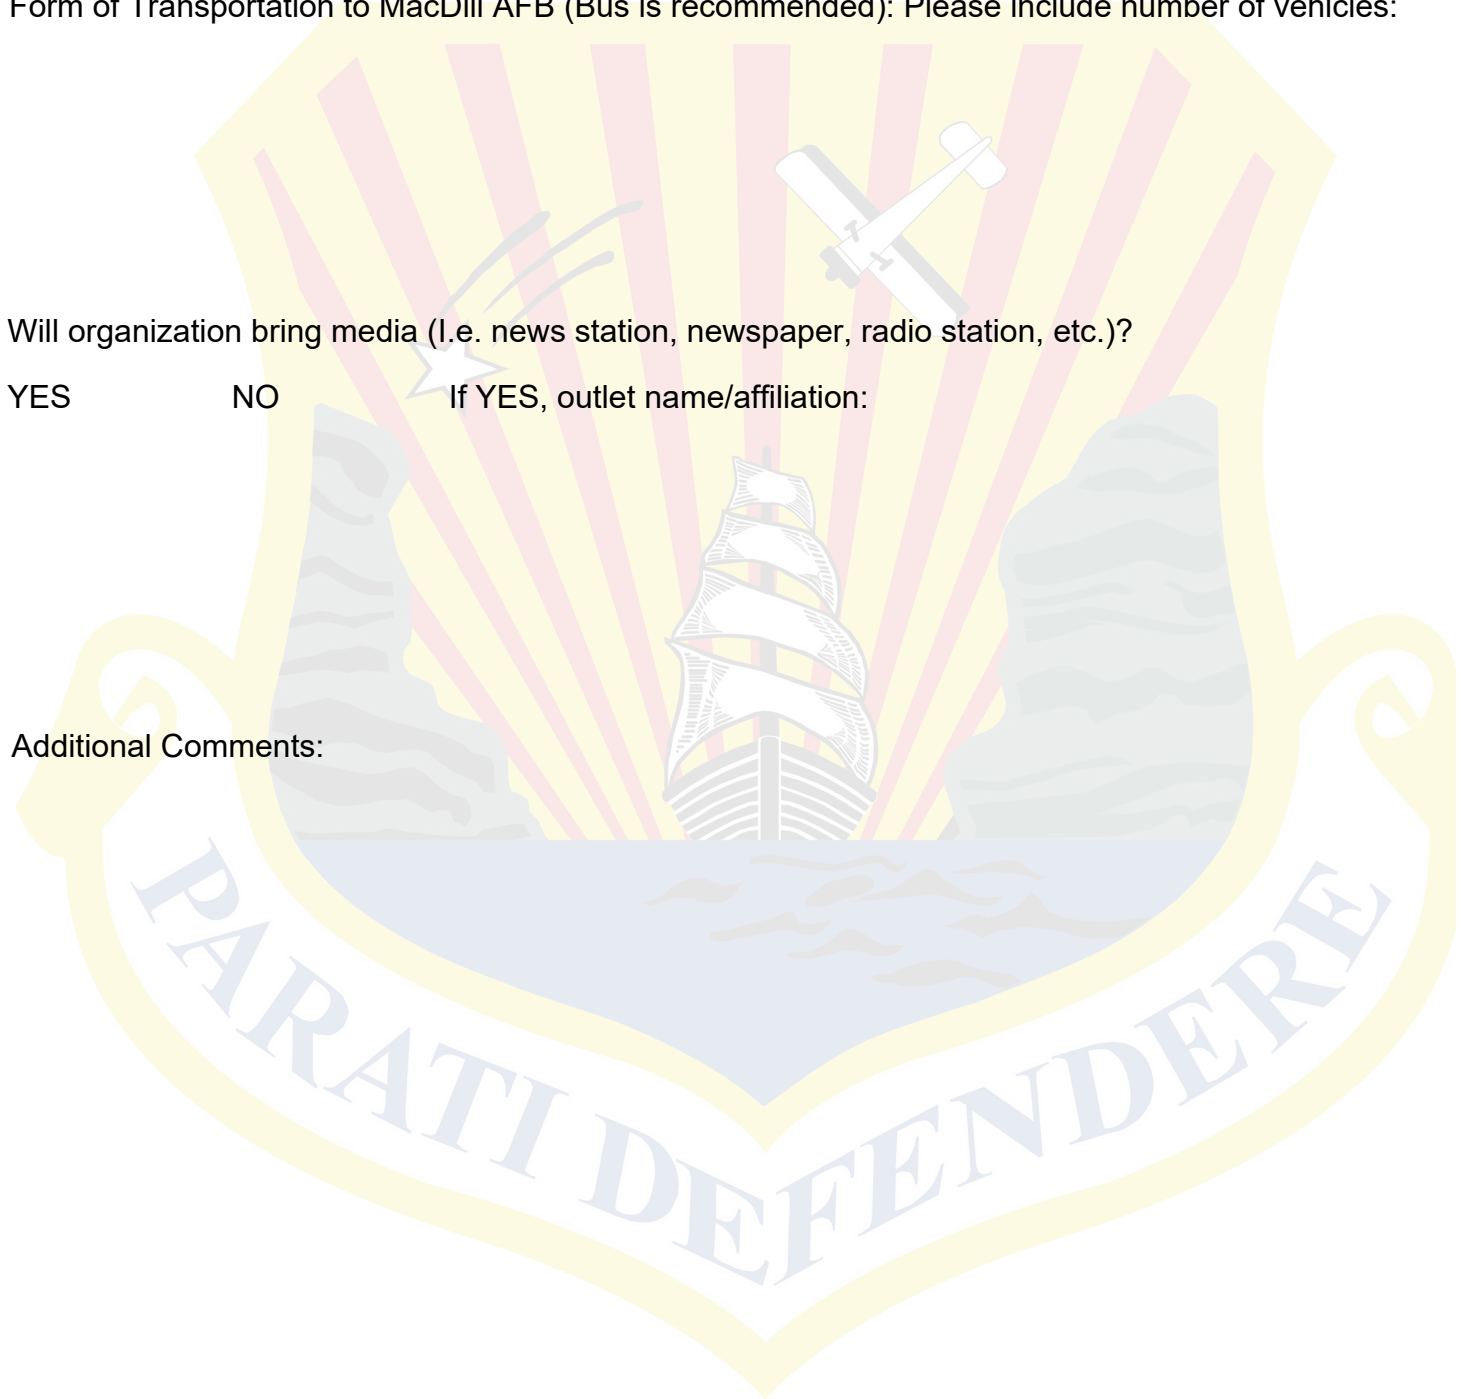 Form of Transportation to MacDill AFB (Bus is recommended): Please include number of vehicles:
Will organization bring media (I.e. news station, newspaper, radio station, etc.)?
YES NO If YES, outlet name/affiliation:
Additional Comments:
PARATI DEFENDERE